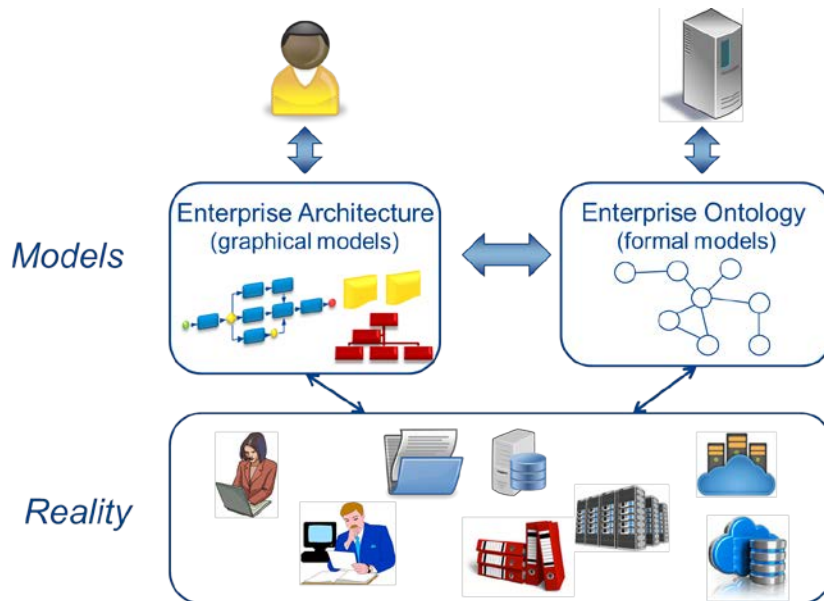 Enterprise Architecture
(graphical models)
Enterprise Ontology
(formal models)
Models
Reality